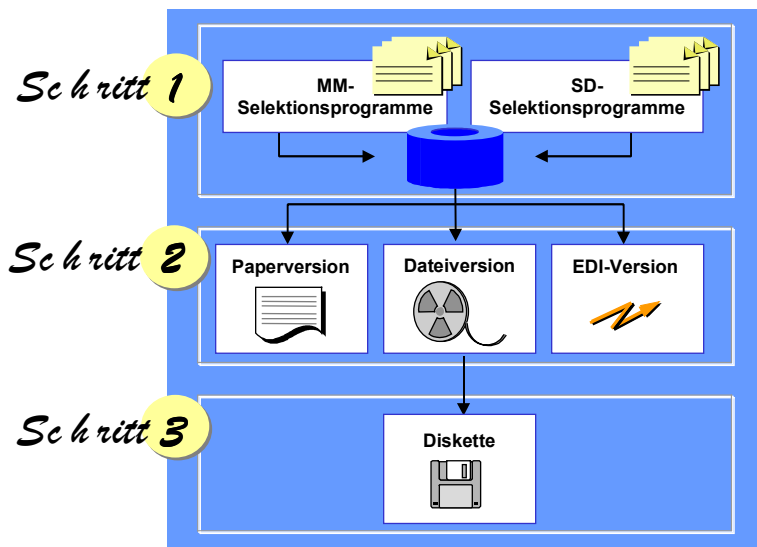 Schritt 1
MM-
Selektionsprogramme
SD-
Selektionsprogramme
Schritt 2
Paperversion
Dateiversion
EDI-Version
Schritt 3
Diskette